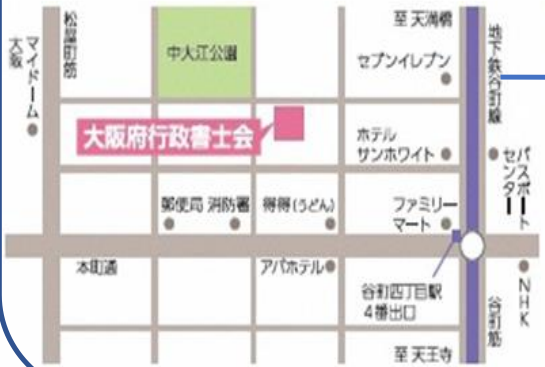 松屋町筋
マイドーム
大阪
中大江公園
至 天満橋
セブンイレブン
地下鉄谷町線
大阪府行政書士会
ホテル
サンホワイト
パスポート
センター
郵便局
消防署
得得(うどん)
ファミリー
マート
本町通
アパホテル
谷町四丁目駅
4番出口
谷町筋
NHK
至 天王寺